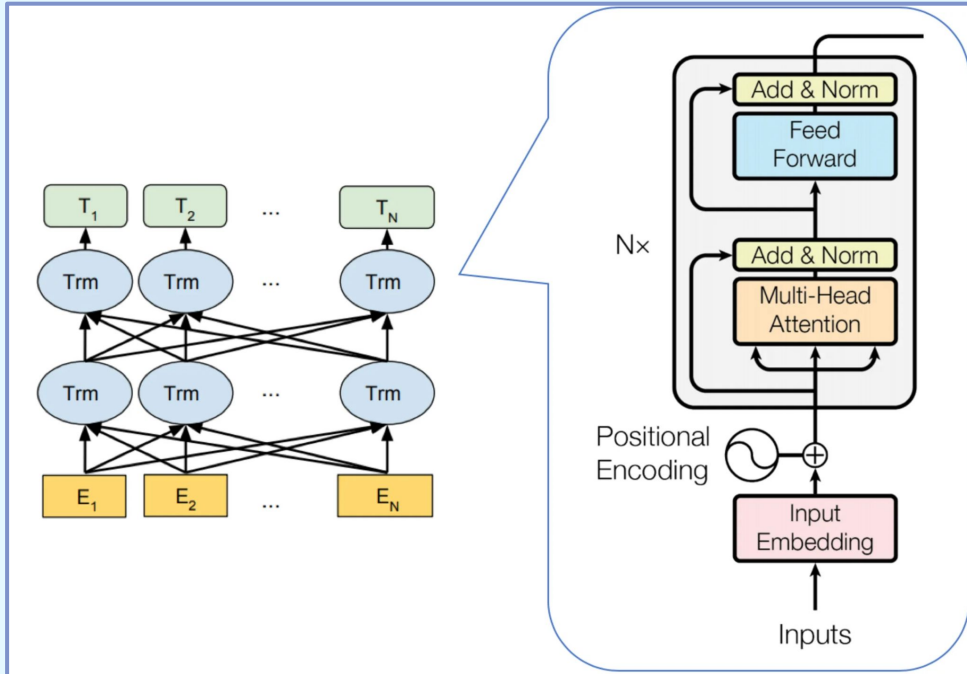 T1 T2 ... TN
Trm Trm ... Trm
Trm Trm ... Trm
E1 E2 ... EN
Add & Norm
Feed
Forward
Nx
Add & Norm
Multi-Head
Attention
Positional
Encoding
Input
Embedding
Inputs